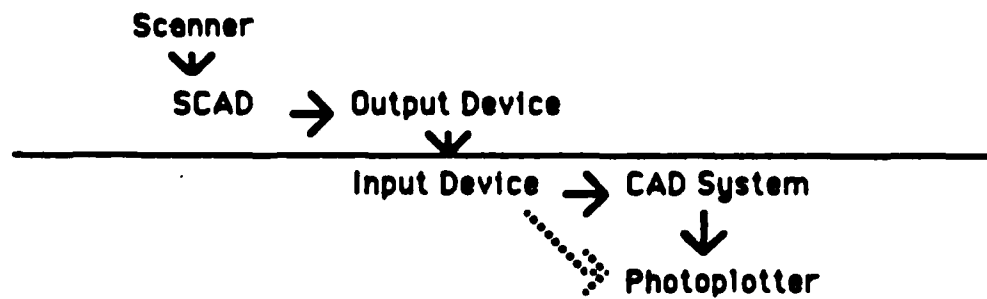 Scanner
SCAD
Output Device
Input Device
CAD System
Photoplotter